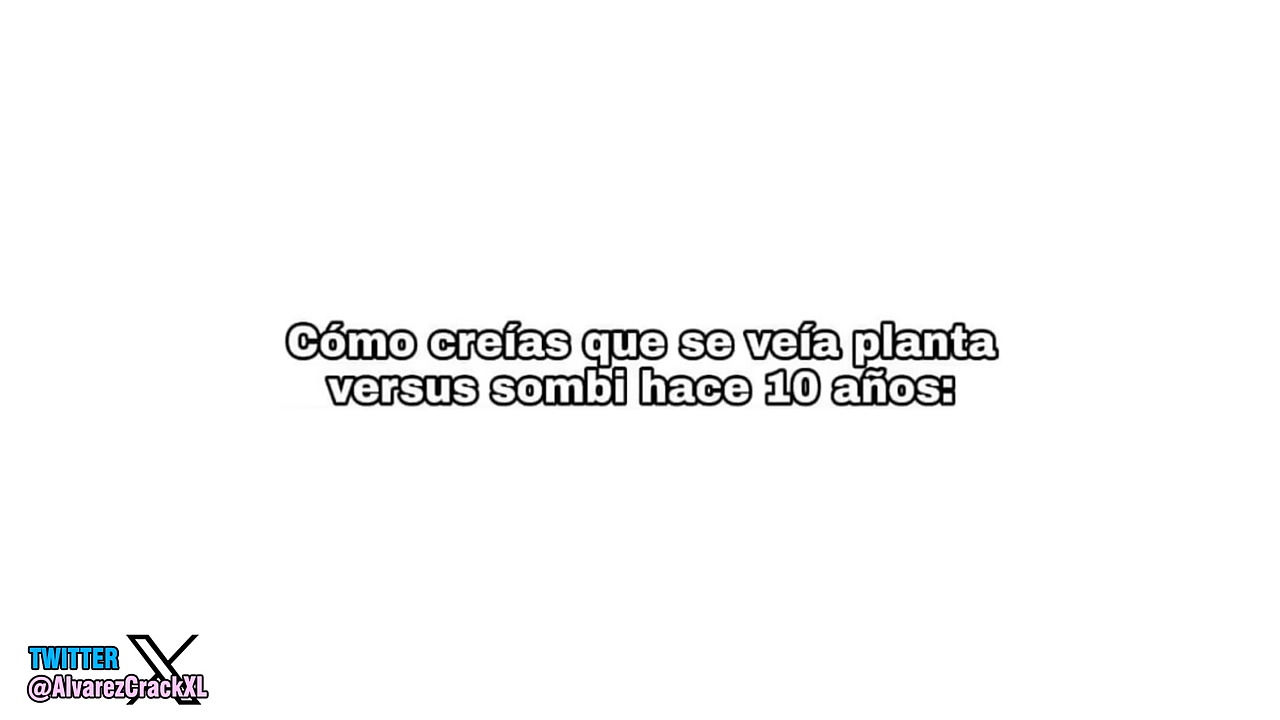 Cómo creías que se veía planta
versus sombi hace 10 años:
TWITTER X
@AlvarezCrackXL